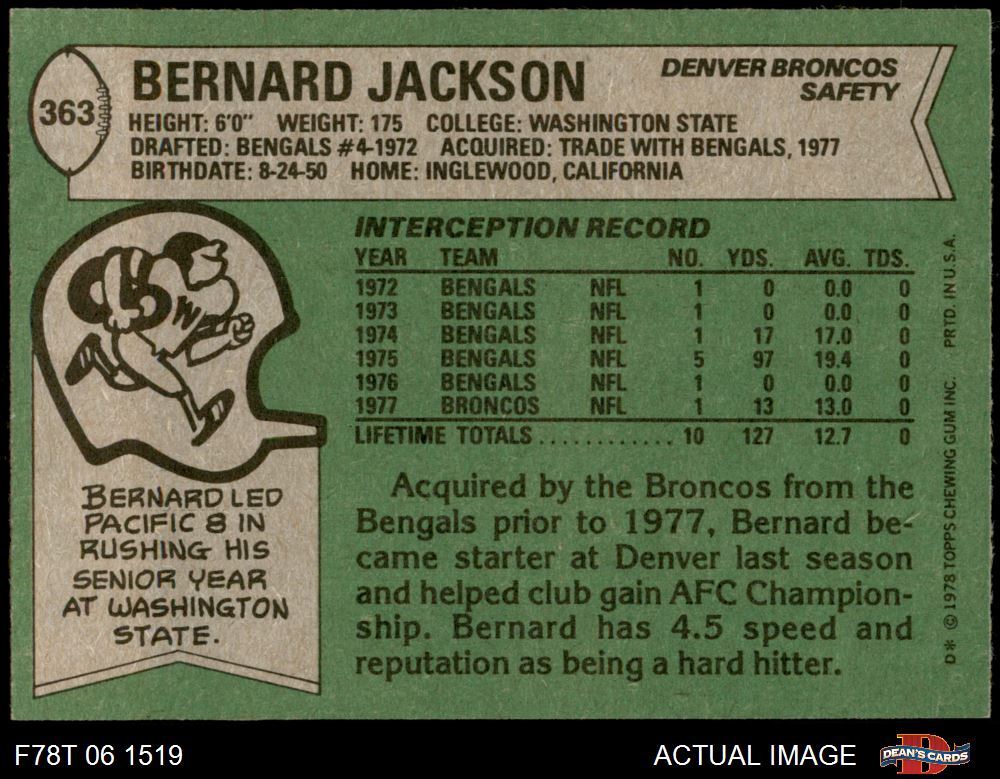 363
BERNARD JACKSON
DENVER BRONCOS
SAFETY
HEIGHT: 6'0" WEIGHT: 175 COLLEGE: WASHINGTON STATE
DRAFTED: BENGALS #4-1972 ACQUIRED: TRADE WITH BENGALS, 1977
BIRTHDATE: 8-24-50 HOME: INGLEWOOD, CALIFORNIA
W
BERNARD LED
PACIFIC 8 IN
RUSHING HIS
SENIOR YEAR
AT WASHINGTON
STATE.
INTERCEPTION RECORD
YEAR TEAM NO. YDS. AVG. TDS.
1972 BENGALS NFL 1 0 0.0 0
1973 BENGALS NFL 1 0 0.0 0
1974 BENGALS NFL 1 17 17.0 0
1975 BENGALS NFL 5 97 19.4 0
1976 BENGALS NFL 1 0 0.0 0
1977 BRONCOS NFL 1 13 13.0 0
LIFETIME TOTALS............ 10 127 12.7 0
Acquired by the Broncos from the
Bengals prior to 1977, Bernard be-
came starter at Denver last season
and helped club gain AFC Champion-
ship. Bernard has 4.5 speed and
reputation as being a hard hitter.
D* © 1978 TOPPS CHEWING GUM INC. PRTD. IN U.S.A.
F78T 06 1519
ACTUAL IMAGE
D
DEAN'S CARDS